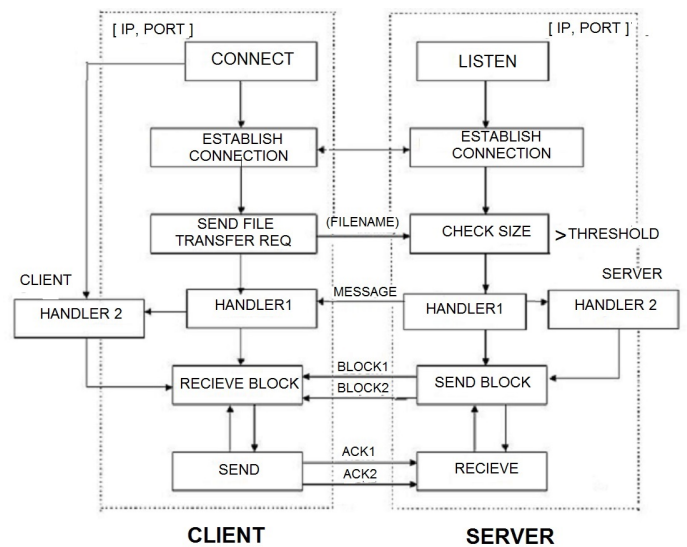 [ IP, PORT ]
[ IP, PORT ]
CONNECT
LISTEN
ESTABLISH
CONNECTION
ESTABLISH
CONNECTION
SEND FILE
TRANSFER REQ
(FILENAME)
CHECK SIZE
>THRESHOLD
CLIENT
SERVER
HANDLER 2
HANDLER1
MESSAGE
HANDLER1
HANDLER 2
RECIEVE BLOCK
BLOCK1
BLOCK2
SEND BLOCK
SEND
ACK1
ACK2
RECIEVE
CLIENT
SERVER